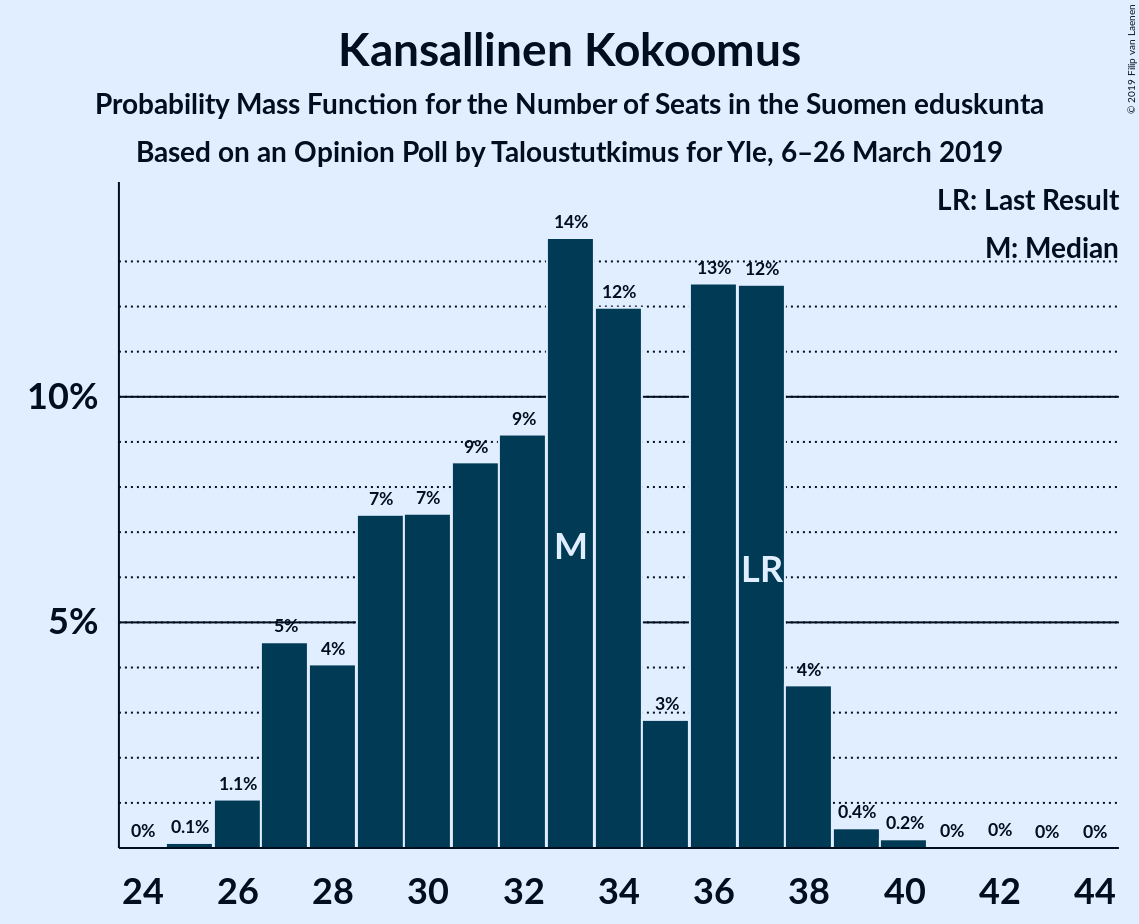 Kansallinen Kokoomus
Probability Mass Function for the Number of Seats in the Suomen eduskunta
Based on an Opinion Poll by Taloustutkimus for Yle, 6–26 March 2019
© 2019 Filip van Laenen
LR: Last Result
M: Median
10%
5%
0%
0.1%
1.1%
5%
4%
7%
7%
9%
9%
14%
12%
3%
13%
12%
4%
0.4%
0.2%
0%
0%
0%
0%
M
LR
24 26 28 30 32 34 36 38 40 42 44